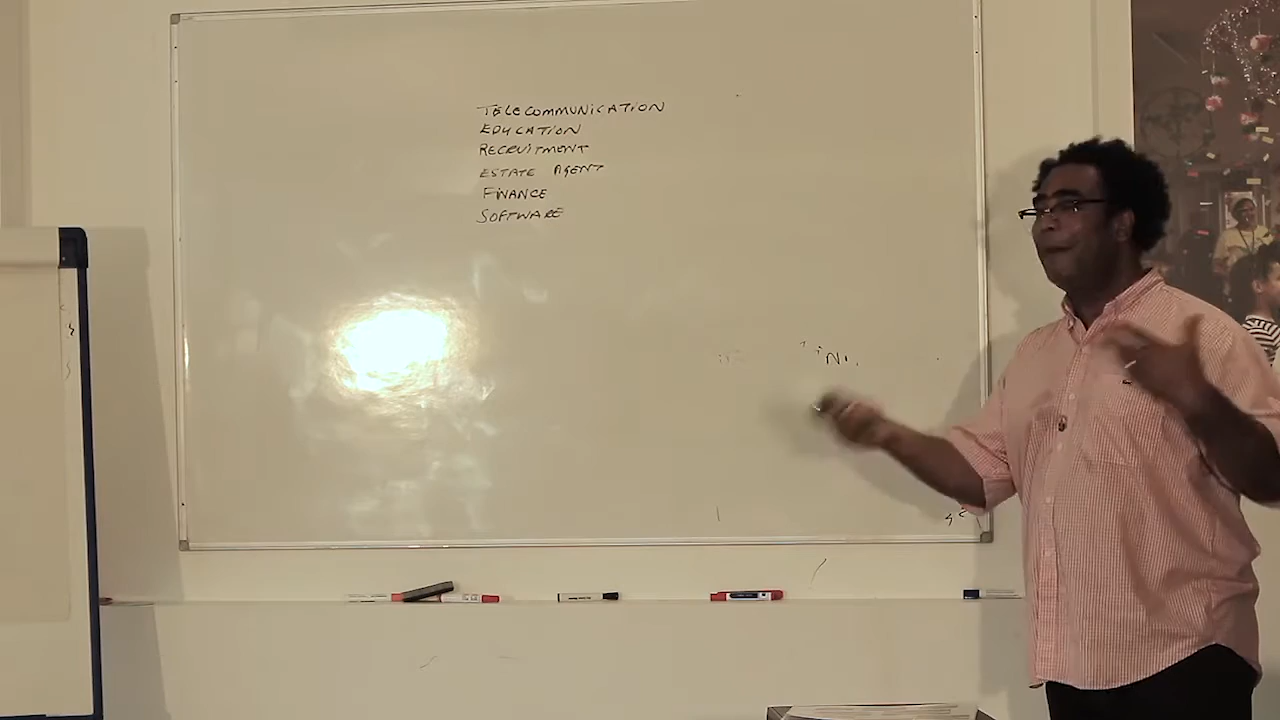 TELECOMMUNICATION
EDUCATION
RECRUITMENT
ESTATE AGENT
FINANCE
SOFTWARE